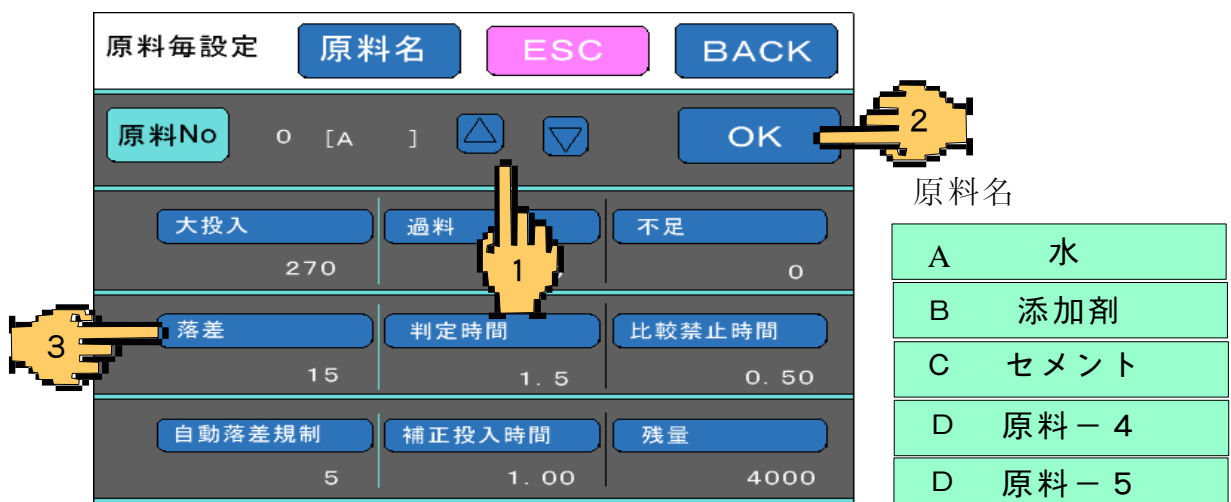 原料毎設定 原料名 ESC BACK
原料No 0 [A ] OK
2
原料名
大投入 過料 不足
270 0
1
落差 判定時間 比較禁止時間
3
15 1.5 0.50
自動落差規制 補正投入時間 残量
5 1.00 4000
A 水
B 添加剤
C セメント
D 原料－4
D 原料－5